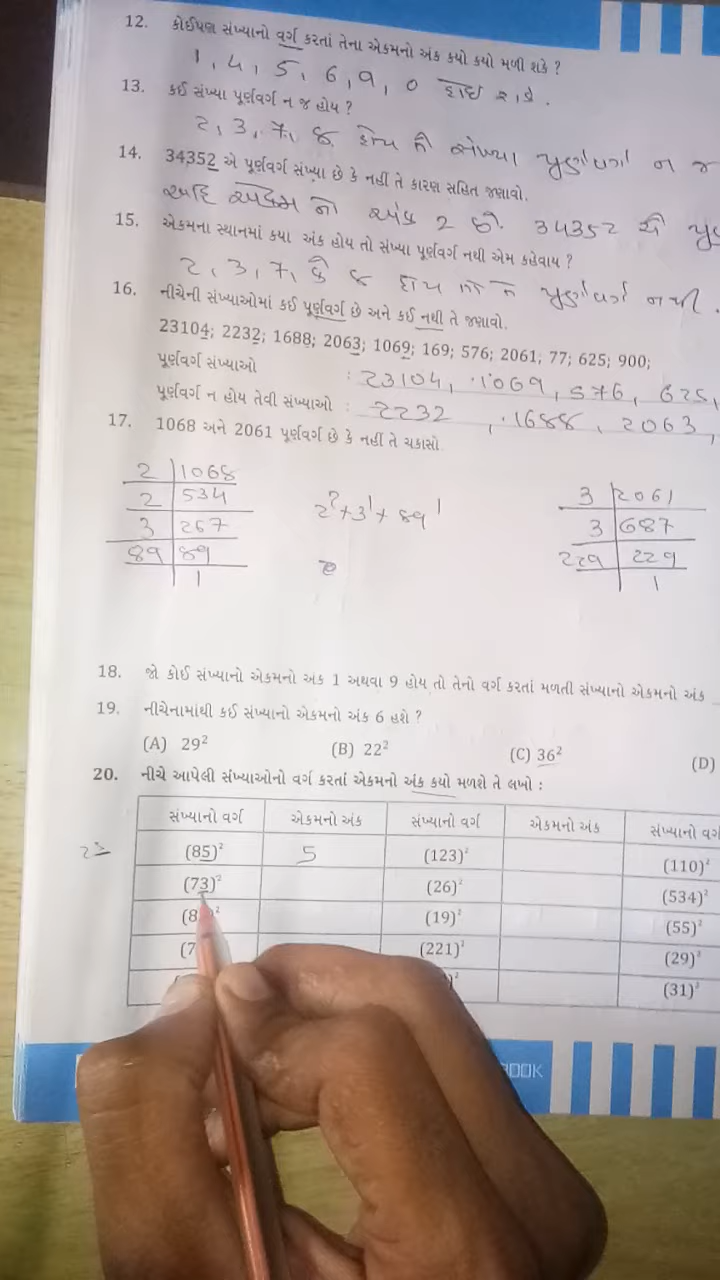 12. કોઈપણ સંખ્યાનો વર્ગ કરતાં તેના એકમનો અંક કયો કયો મળી શકે ?
1, 4, 5, 6, 9, 0
13. કઈ સંખ્યા પૂર્ણવર્ગ ન જ હોય ?
2, 3, 7, 8 હોય તે સંખ્યા પૂર્ણવર્ગ ન જ
14. 34352 એ પૂર્ણવર્ગ સંખ્યા છે કે નહીં તે કારણ સહિત જણાવો.
અહિ એકમ નો અંક 2 છે. 34352 એ
15. એકમના સ્થાનમાં કયા અંક હોય તો સંખ્યા પૂર્ણવર્ગ નથી એમ કહેવાય ?
2, 3, 7, કે 8 હોય તો તે પૂર્ણવર્ગ નથી.
16. નીચેની સંખ્યાઓમાં કઈ પૂર્ણવર્ગ છે અને કઈ નથી તે જણાવો.
23104; 2232; 1688; 2063; 1069; 169; 576; 2061; 77; 625; 900;
પૂર્ણવર્ગ સંખ્યાઓ : 23104, 1069, 576, 625,
પૂર્ણવર્ગ ન હોય તેવી સંખ્યાઓ : 2232, 1688, 2063,
17. 1068 અને 2061 પૂર્ણવર્ગ છે કે નહીં તે ચકાસો
2 1068 3 2061
2 534 2²+3¹+89¹ 3 687
3 267 229 229
89 89 1
1
18. જો કોઈ સંખ્યાનો એકમનો અંક 1 અથવા 9 હોય તો તેનો વર્ગ કરતાં મળતી સંખ્યાનો એકમનો અંક
19. નીચેનામાંથી કઈ સંખ્યાનો એકમનો અંક 6 હશે ?
(A) 29² (B) 22² (C) 36² (D)
20. નીચે આપેલી સંખ્યાઓનો વર્ગ કરતાં એકમનો અંક કયો મળશે તે લખો :
સંખ્યાનો વર્ગ એકમનો અંક સંખ્યાનો વર્ગ એકમનો અંક સંખ્યાનો
(85)² 5 (123)² (110)²
(73)² (26)² (534)²
(19)² (55)²
(221)² (29)²
(31)²